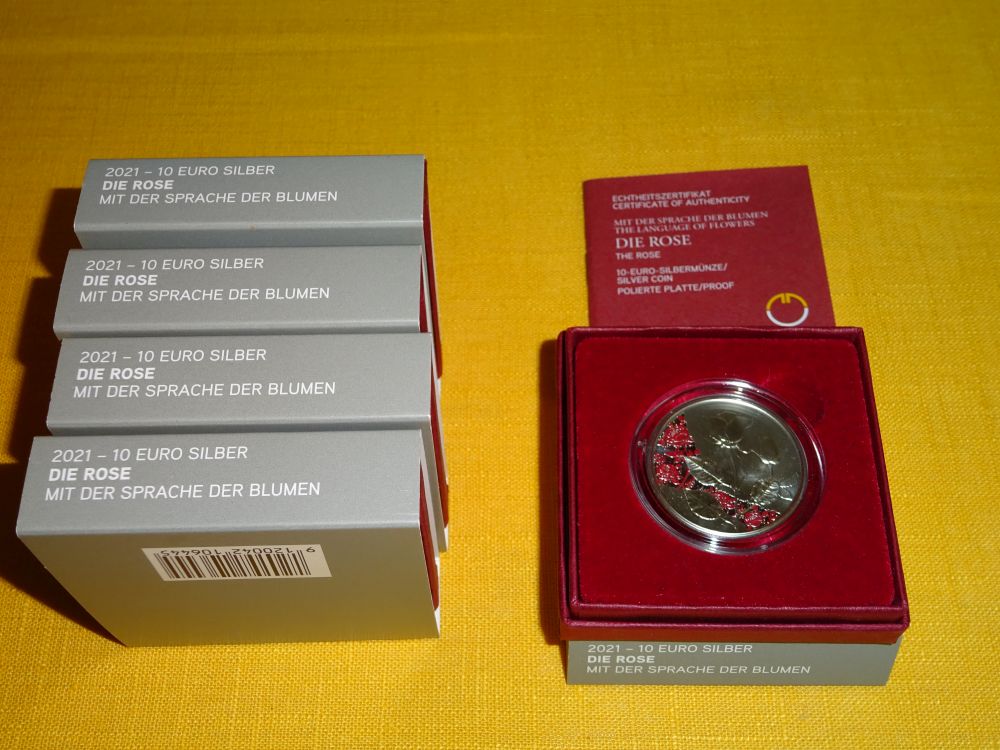 2021 – 10 EURO SILBER
DIE ROSE
MIT DER SPRACHE DER BLUMEN
2021 – 10 EURO SILBER
DIE ROSE
MIT DER SPRACHE DER BLUMEN
2021 – 10 EURO SILBER
DIE ROSE
MIT DER SPRACHE DER BLUMEN
2021 – 10 EURO SILBER
DIE ROSE
MIT DER SPRACHE DER BLUMEN
9 120042 106445
ECHTHEITSZERTIFIKAT
CERTIFICATE OF AUTHENTICITY
MIT DER SPRACHE DER BLUMEN
THE LANGUAGE OF FLOWERS
DIE ROSE
THE ROSE
10-EURO-SILBERMÜNZE/
SILVER COIN
POLIERTE PLATTE/PROOF
2021 – 10 EURO SILBER
DIE ROSE
MIT DER SPRACHE DER BLUMEN